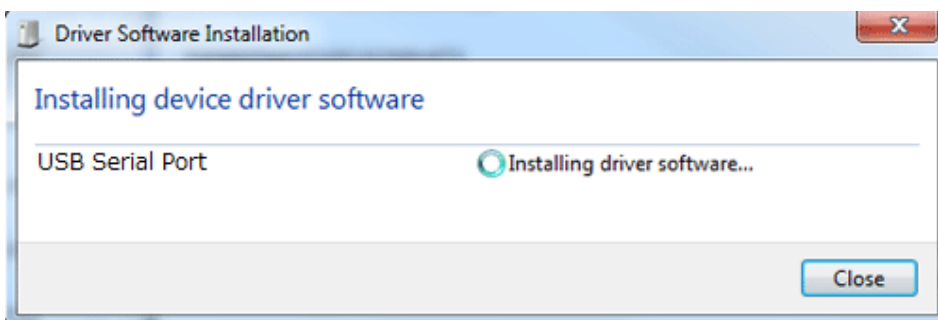 Driver Software Installation
Installing device driver software
USB Serial Port Installing driver software...
Close